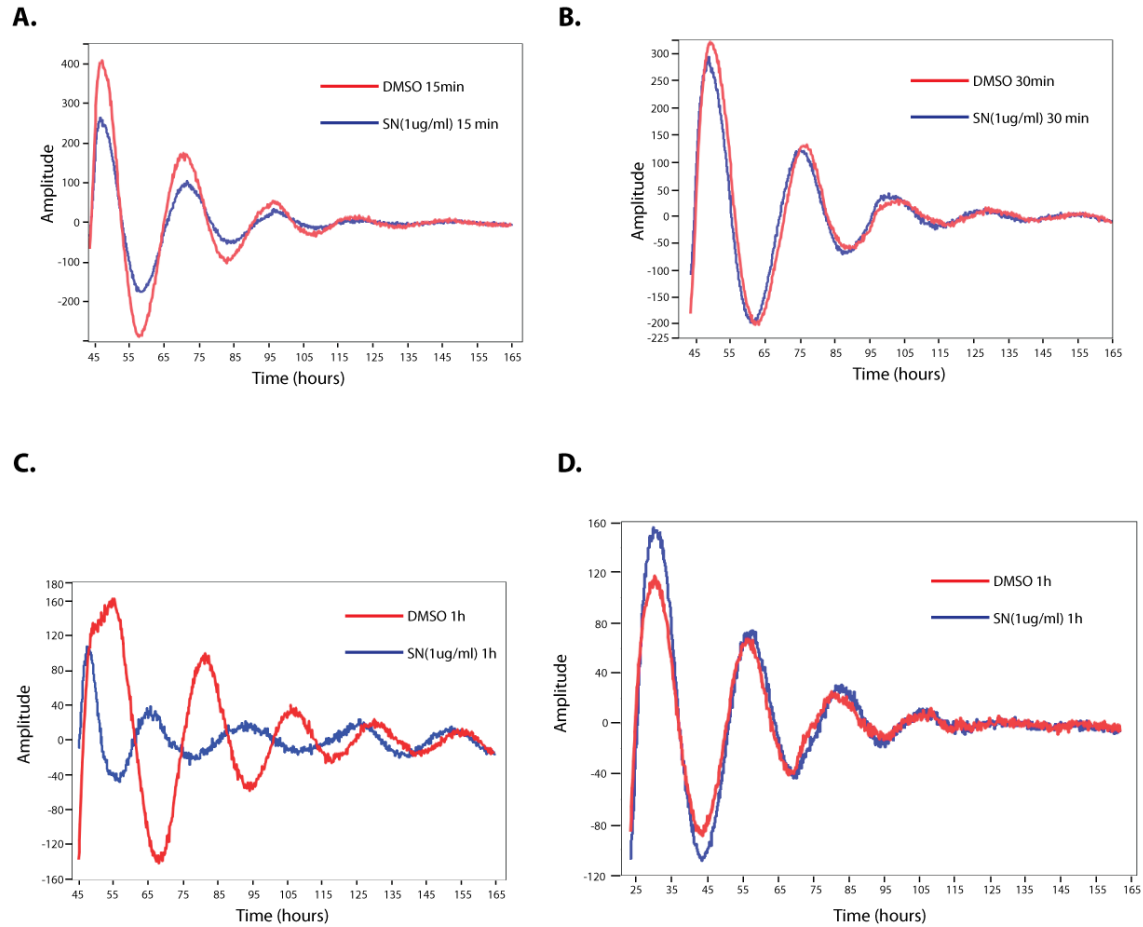 A.
400
300
200
100
0
-100
-200
Amplitude
DMSO 15min
SN(1ug/ml) 15 min
45 55 65 75 85 95 105 115 125 135 145 155 165
Time (hours)
B.
300
250
200
150
100
50
0
-50
-100
-150
-200
-225
Amplitude
DMSO 30min
SN(1ug/ml) 30 min
45 55 65 75 85 95 105 115 125 135 145 155 165
Time (hours)
C.
180
160
120
80
40
0
-40
-80
-120
-160
Amplitude
DMSO 1h
SN(1ug/ml) 1h
45 55 65 75 85 95 105 115 125 135 145 155 165
Time (hours)
D.
160
120
80
40
0
-40
-80
-120
Amplitude
DMSO 1h
SN(1ug/ml) 1h
25 35 45 55 65 75 85 95 105 115 125 135 145 155 165
Time (hours)